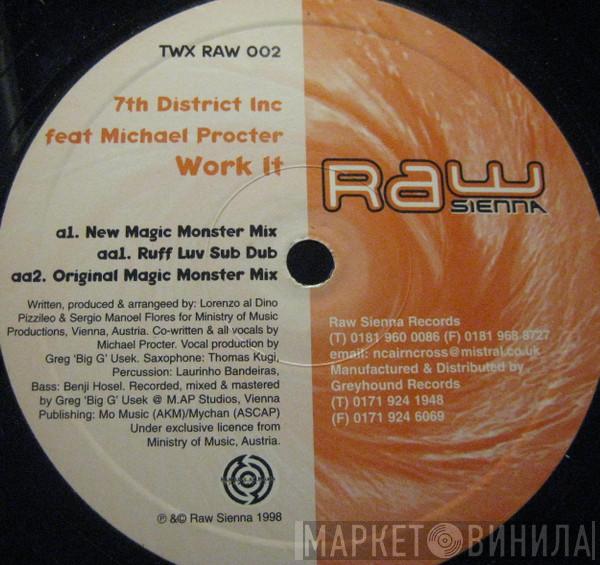 TWX RAW 002
7th District Inc
feat Michael Procter
Work It
Raw
SIENNA
a1. New Magic Monster Mix
aa1. Ruff Luv Sub Dub
aa2. Original Magic Monster Mix
Written, produced & arrangeed by: Lorenzo al Dino
Pizzileo & Sergio Manoel Flores for Ministry of Music
Productions, Vienna, Austria. Co-written & all vocals by
Michael Procter. Vocal production by
Greg 'Big G' Usek. Saxophone: Thomas Kugi,
Percussion: Laurinho Bandeiras,
Bass: Benji Hosel. Recorded, mixed & mastered
by Greg 'Big G' Usek @ M.AP Studios, Vienna
Publishing: Mo Music (AKM)/Mychan (ASCAP)
Under exclusive licence from
Ministry of Music, Austria.
℗ &© Raw Sienna 1998
Raw Sienna Records
(T) 0181 960 0086 (F) 0181 968 8727
email: ncairncross@mistral.co.uk
Manufactured & Distributed by
Greyhound Records
(T) 0171 924 1948
(F) 0171 924 6069
МАРКЕТ ВИНИЛА